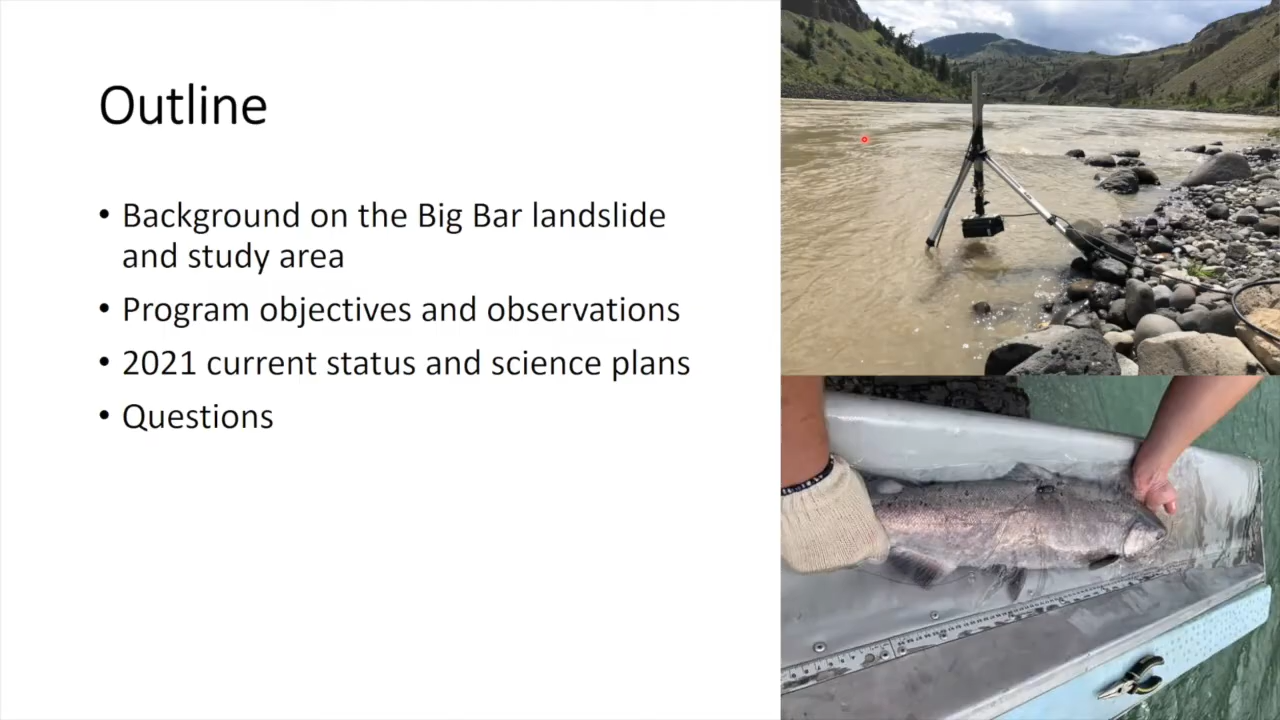 Outline
• Background on the Big Bar landslide
and study area
• Program objectives and observations
• 2021 current status and science plans
• Questions